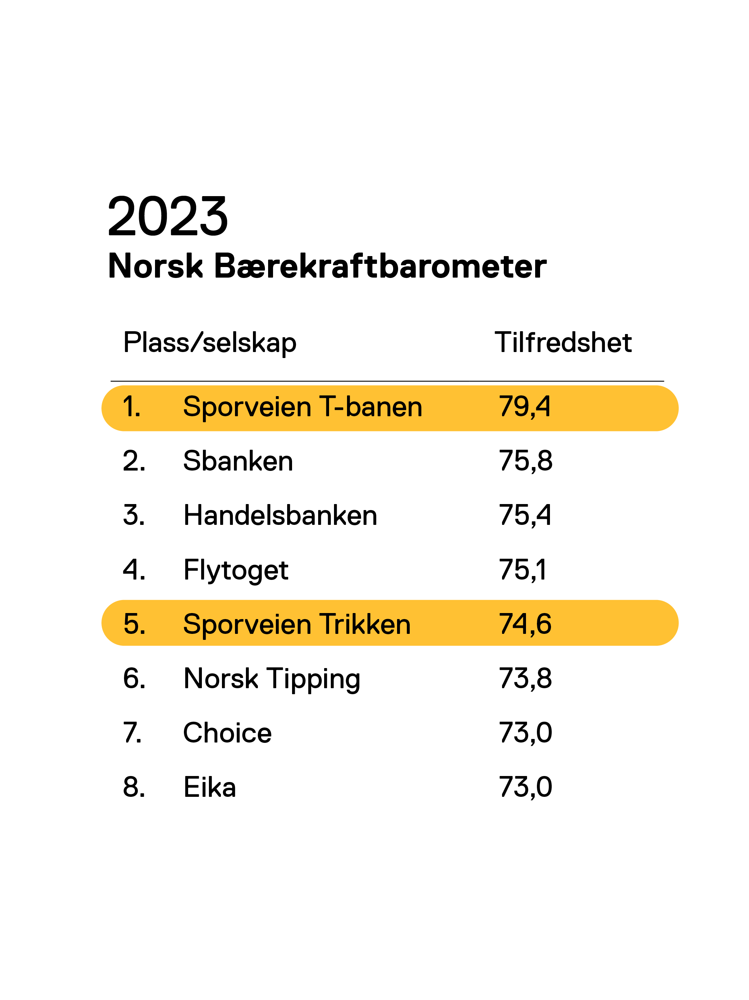 2023
Norsk Bærekraftbarometer
Plass/selskap Tilfredshet
1. Sporveien T-banen 79,4
2. Sbanken 75,8
3. Handelsbanken 75,4
4. Flytoget 75,1
5. Sporveien Trikken 74,6
6. Norsk Tipping 73,8
7. Choice 73,0
8. Eika 73,0